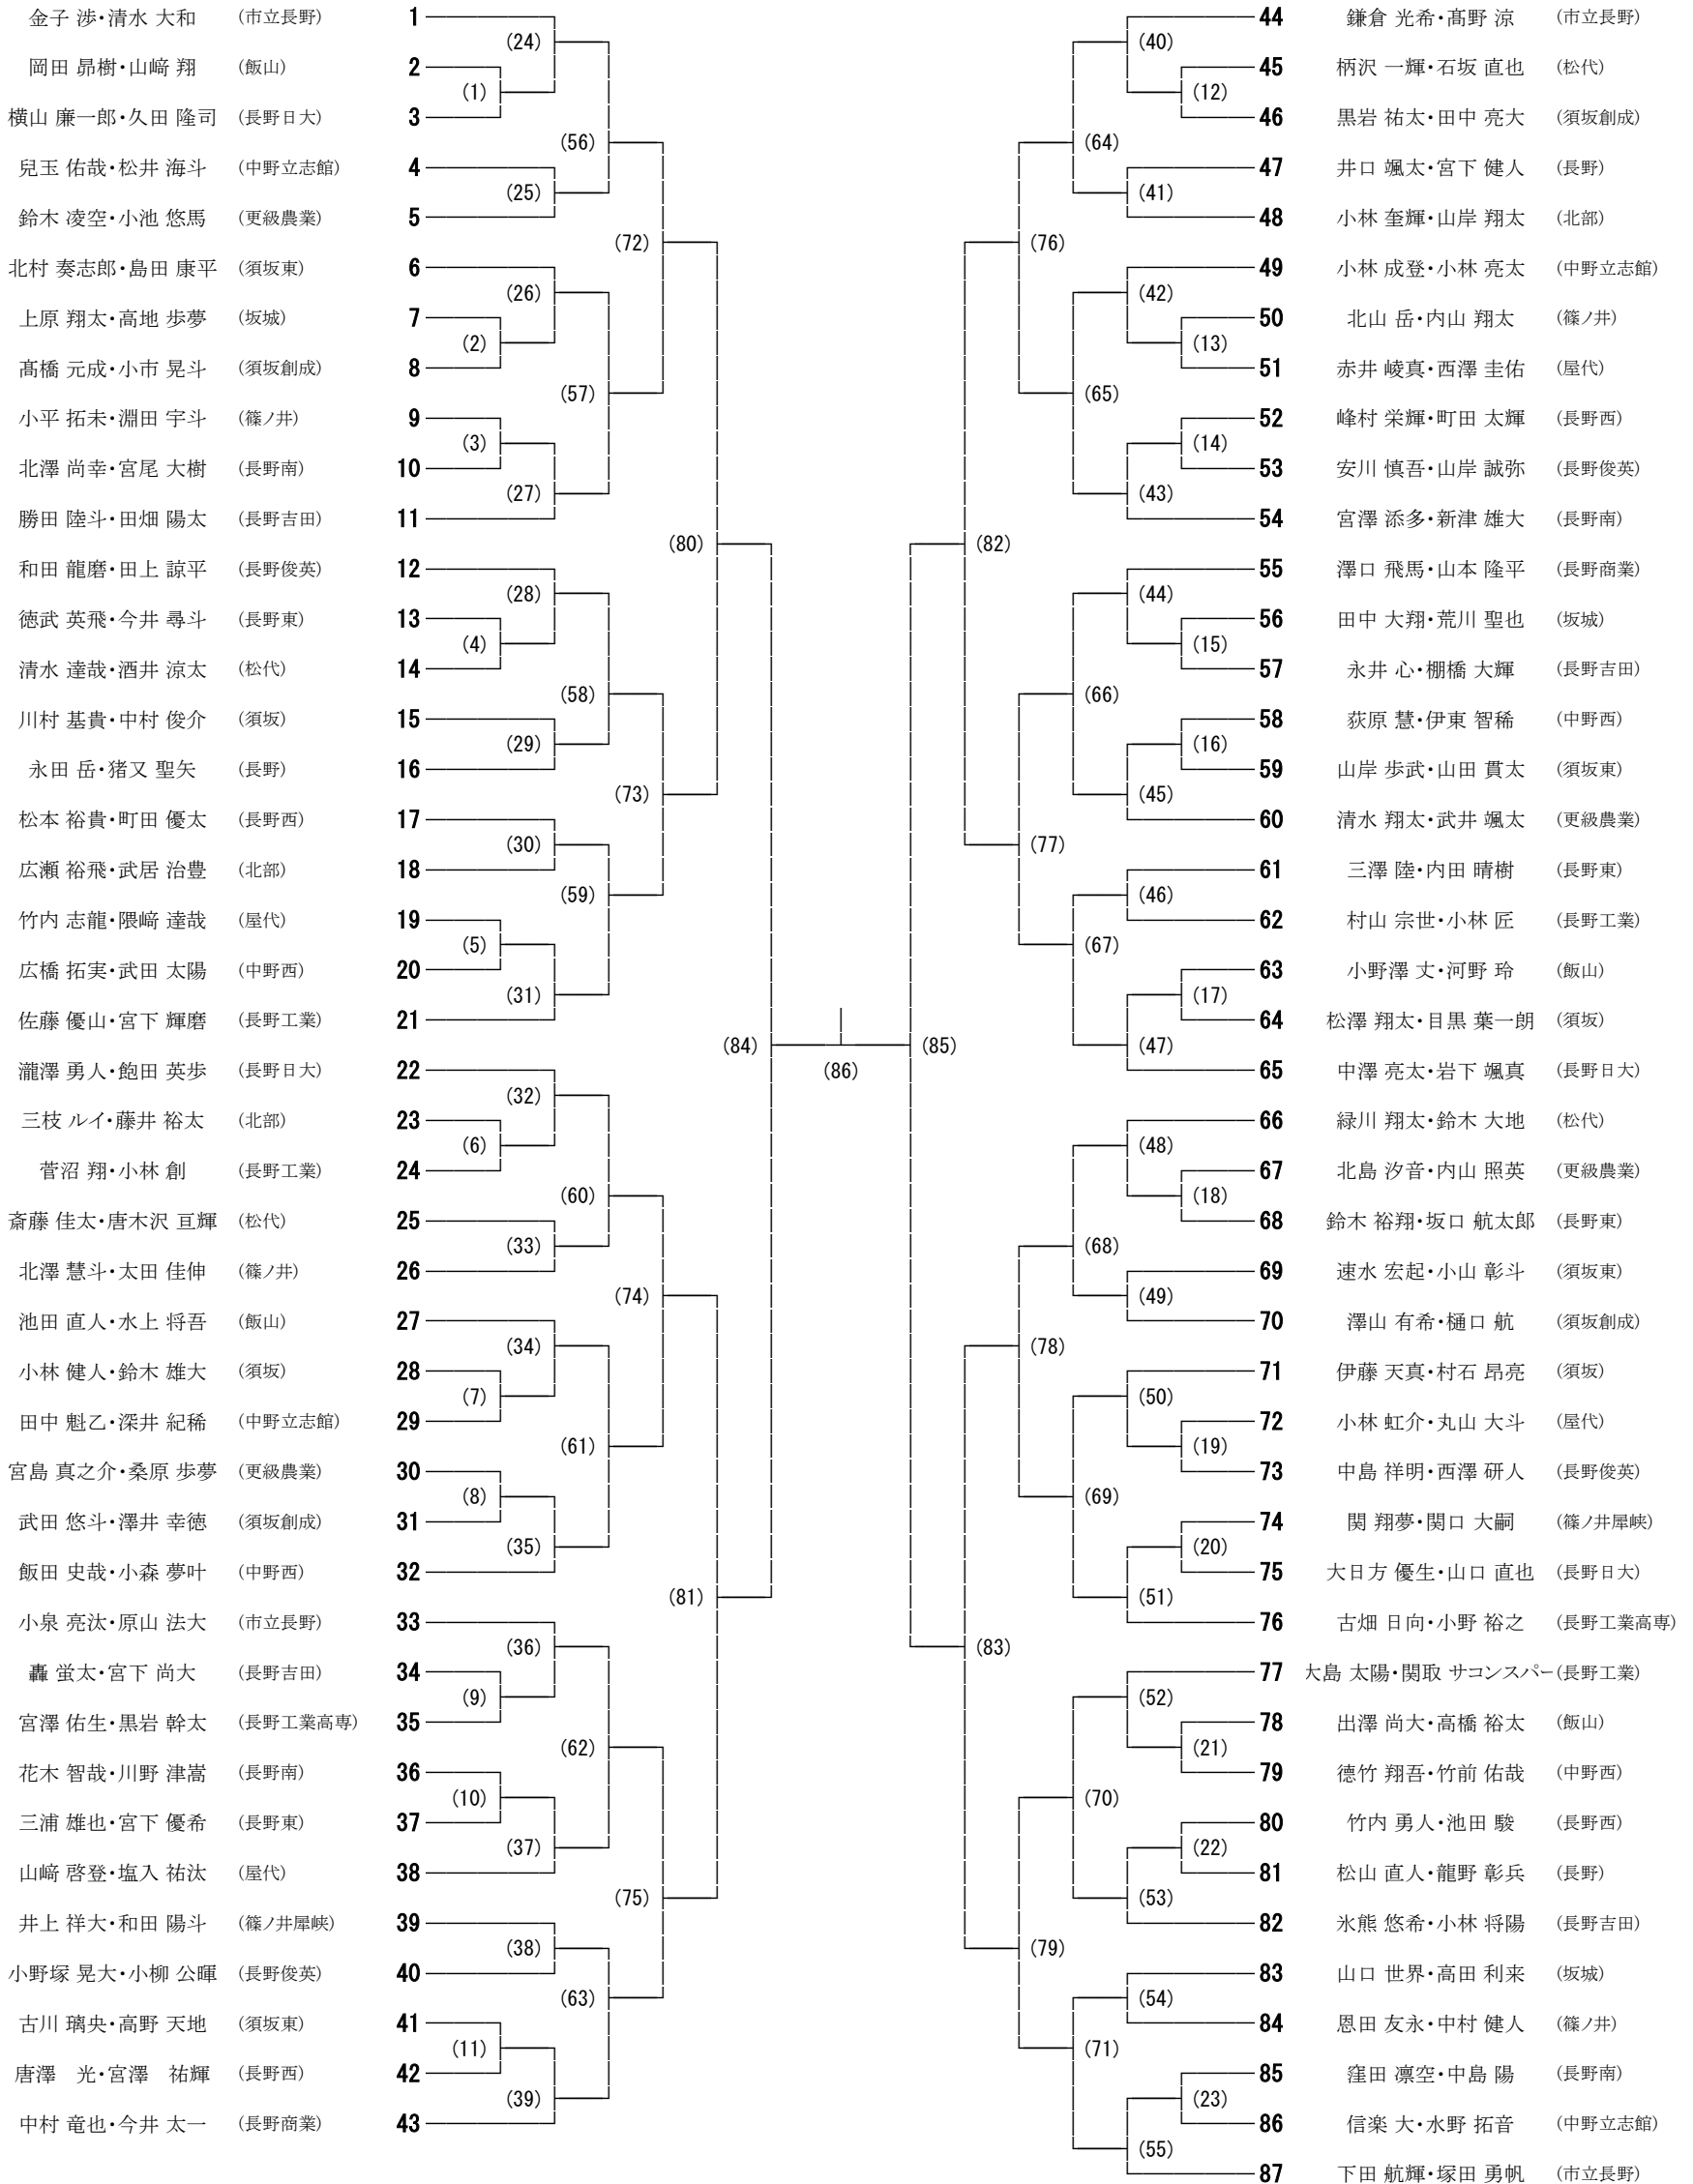 金子 渉・清水 大和 (市立長野) 1
(24)
岡田 昴樹・山﨑 翔 (飯山) 2
(1)
横山 廉一郎・久田 隆司 (長野日大) 3
(56)
兒玉 佑哉・松井 海斗 (中野立志館) 4
(25)
鈴木 凌空・小池 悠馬 (更級農業) 5
(72)
北村 奏志郎・島田 康平 (須坂東) 6
(26)
上原 翔太・高地 歩夢 (坂城) 7
(2)
髙橋 元成・小市 晃斗 (須坂創成) 8
(57)
小平 拓未・淵田 宇斗 (篠ノ井) 9
(3)
北澤 尚幸・宮尾 大樹 (長野南) 10
(27)
勝田 陸斗・田畑 陽太 (長野吉田) 11
(80)
和田 龍磨・田上 諒平 (長野俊英) 12
(28)
徳武 英飛・今井 尋斗 (長野東) 13
(4)
清水 達哉・酒井 涼太 (松代) 14
(58)
川村 基貴・中村 俊介 (須坂) 15
(29)
永田 岳・猪又 聖矢 (長野) 16
(73)
松本 裕貴・町田 優太 (長野西) 17
(30)
広瀬 裕飛・武居 治豊 (北部) 18
(59)
竹内 志龍・隈﨑 達哉 (屋代) 19
(5)
広橋 拓実・武田 太陽 (中野西) 20
(31)
佐藤 優山・宮下 輝磨 (長野工業) 21
(84)
瀧澤 勇人・飽田 英歩 (長野日大) 22
(32)
三枝 ルイ・藤井 裕太 (北部) 23
(6)
菅沼 翔・小林 創 (長野工業) 24
(60)
斎藤 佳太・唐木沢 亘輝 (松代) 25
(33)
北澤 慧斗・太田 佳伸 (篠ノ井) 26
(74)
池田 直人・水上 将吾 (飯山) 27
(34)
小林 健人・鈴木 雄大 (須坂) 28
(7)
田中 魁乙・深井 紀稀 (中野立志館) 29
(61)
宮島 真之介・桑原 歩夢 (更級農業) 30
(8)
武田 悠斗・澤井 幸徳 (須坂創成) 31
(35)
飯田 史哉・小森 夢叶 (中野西) 32
(81)
小泉 亮汰・原山 法大 (市立長野) 33
(36)
轟 蛍太・宮下 尚大 (長野吉田) 34
(9)
宮澤 佑生・黒岩 幹太 (長野工業高専) 35
(62)
花木 智哉・川野 津嵩 (長野南) 36
(10)
三浦 雄也・宮下 優希 (長野東) 37
(37)
山﨑 啓登・塩入 祐汰 (屋代) 38
(75)
井上 祥大・和田 陽斗 (篠ノ井犀峡) 39
(38)
小野塚 晃大・小柳 公暉 (長野俊英) 40
(63)
古川 璃央・高野 天地 (須坂東) 41
(11)
唐澤 光・宮澤 祐輝 (長野西) 42
(39)
中村 竜也・今井 太一 (長野商業) 43
(86)
44 鎌倉 光希・髙野 涼 (市立長野)
(40)
45 柄沢 一輝・石坂 直也 (松代)
(12)
46 黒岩 祐太・田中 亮大 (須坂創成)
(64)
47 井口 颯太・宮下 健人 (長野)
(41)
48 小林 奎輝・山岸 翔太 (北部)
(76)
49 小林 成登・小林 亮太 (中野立志館)
(42)
50 北山 岳・内山 翔太 (篠ノ井)
(13)
51 赤井 崚真・西澤 圭佑 (屋代)
(65)
52 峰村 栄輝・町田 太輝 (長野西)
(14)
53 安川 慎吾・山岸 誠弥 (長野俊英)
(43)
54 宮澤 添多・新津 雄大 (長野南)
(82)
55 澤口 飛馬・山本 隆平 (長野商業)
(44)
56 田中 大翔・荒川 聖也 (坂城)
(15)
57 永井 心・棚橋 大輝 (長野吉田)
(66)
58 荻原 慧・伊東 智稀 (中野西)
(16)
59 山岸 歩武・山田 貫太 (須坂東)
(45)
60 清水 翔太・武井 颯太 (更級農業)
(77)
61 三澤 陸・内田 晴樹 (長野東)
(46)
62 村山 宗世・小林 匠 (長野工業)
(67)
63 小野澤 丈・河野 玲 (飯山)
(17)
64 松澤 翔太・目黒 葉一朗 (須坂)
(47)
(85)
65 中澤 亮太・岩下 颯真 (長野日大)
66 緑川 翔太・鈴木 大地 (松代)
(48)
67 北島 汐音・内山 照英 (更級農業)
(18)
68 鈴木 裕翔・坂口 航太郎 (長野東)
(68)
69 速水 宏起・小山 彰斗 (須坂東)
(49)
70 澤山 有希・樋口 航 (須坂創成)
(78)
71 伊藤 天真・村石 昂亮 (須坂)
(50)
72 小林 虹介・丸山 大斗 (屋代)
(19)
73 中島 祥明・西澤 研人 (長野俊英)
(69)
74 関 翔夢・関口 大嗣 (篠ノ井犀峡)
(20)
75 大日方 優生・山口 直也 (長野日大)
(51)
76 古畑 日向・小野 裕之 (長野工業高専)
(83)
77 大島 太陽・関取 サコンスパー (長野工業)
(52)
78 出澤 尚大・高橋 裕太 (飯山)
(21)
79 德竹 翔吾・竹前 佑哉 (中野西)
(70)
80 竹内 勇人・池田 駿 (長野西)
(22)
81 松山 直人・龍野 彰兵 (長野)
(53)
82 氷熊 悠希・小林 将陽 (長野吉田)
(79)
83 山口 世界・高田 利来 (坂城)
(54)
84 恩田 友永・中村 健人 (篠ノ井)
(71)
85 窪田 凛空・中島 陽 (長野南)
(23)
86 信楽 大・水野 拓音 (中野立志館)
(55)
87 下田 航輝・塚田 勇帆 (市立長野)